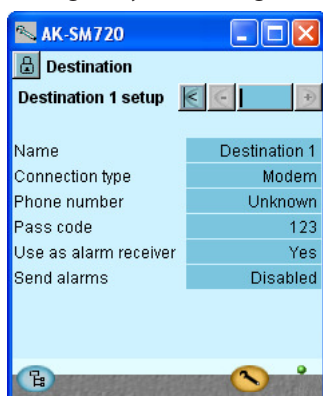 AK-SM720
Destination
Destination 1 setup
Name Destination 1
Connection type Modem
Phone number Unknown
Pass code 123
Use as alarm receiver Yes
Send alarms Disabled